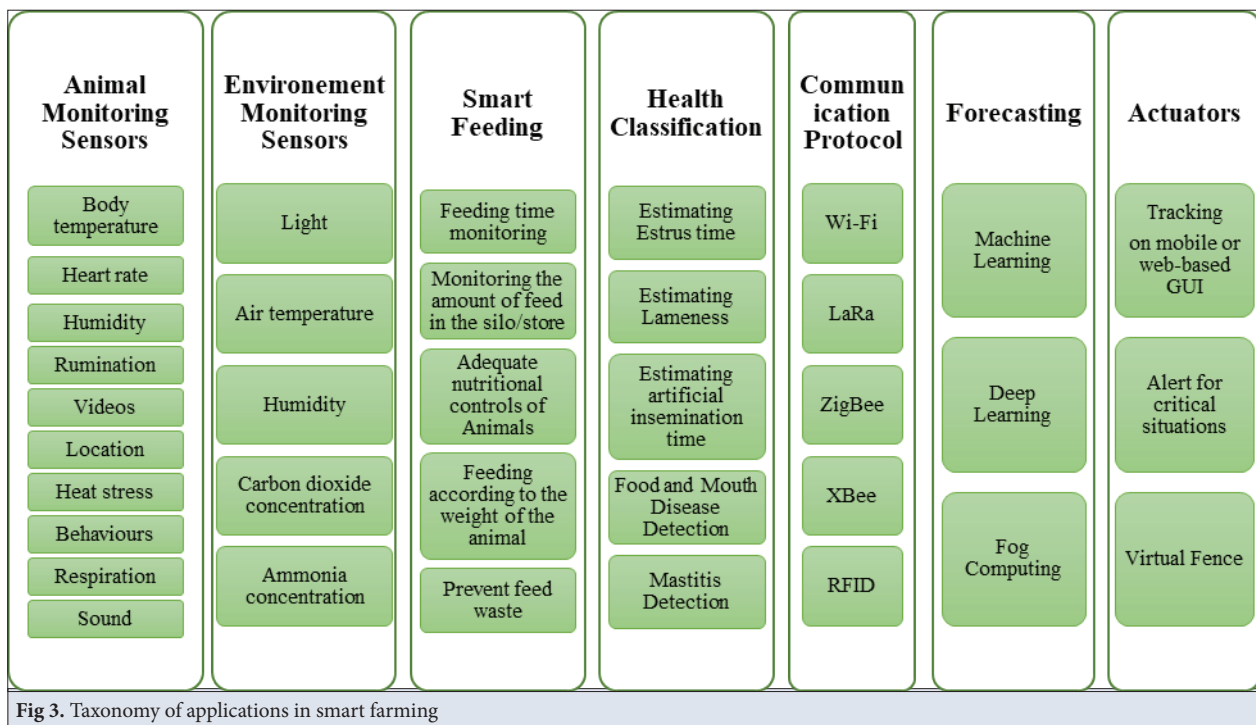 Animal
Monitoring
Sensors
Body
temperature
Heart rate
Humidity
Rumination
Videos
Location
Heat stress
Behaviours
Respiration
Sound
Environement
Monitoring
Sensors
Light
Air temperature
Humidity
Carbon dioxide
concentration
Ammonia
concentration
Smart
Feeding
Feeding time
monitoring
Monitoring the
amount of feed
in the silo/store
Adequate
nutritional
controls of
Animals
Feeding
according to the
weight of the
animal
Prevent feed
waste
Health
Classification
Estimating
Estrus time
Estimating
Lameness
Estimating
artificial
insemination
time
Food and Mouth
Disease
Detection
Mastitis
Detection
Commun
ication
Protocol
Wi-Fi
LaRa
ZigBee
XBee
RFID
Forecasting
Machine
Learning
Deep
Learning
Fog
Computing
Actuators
Tracking
on mobile or
web-based
GUI
Alert for
critical
situations
Virtual Fence
Fig 3. Taxonomy of applications in smart farming